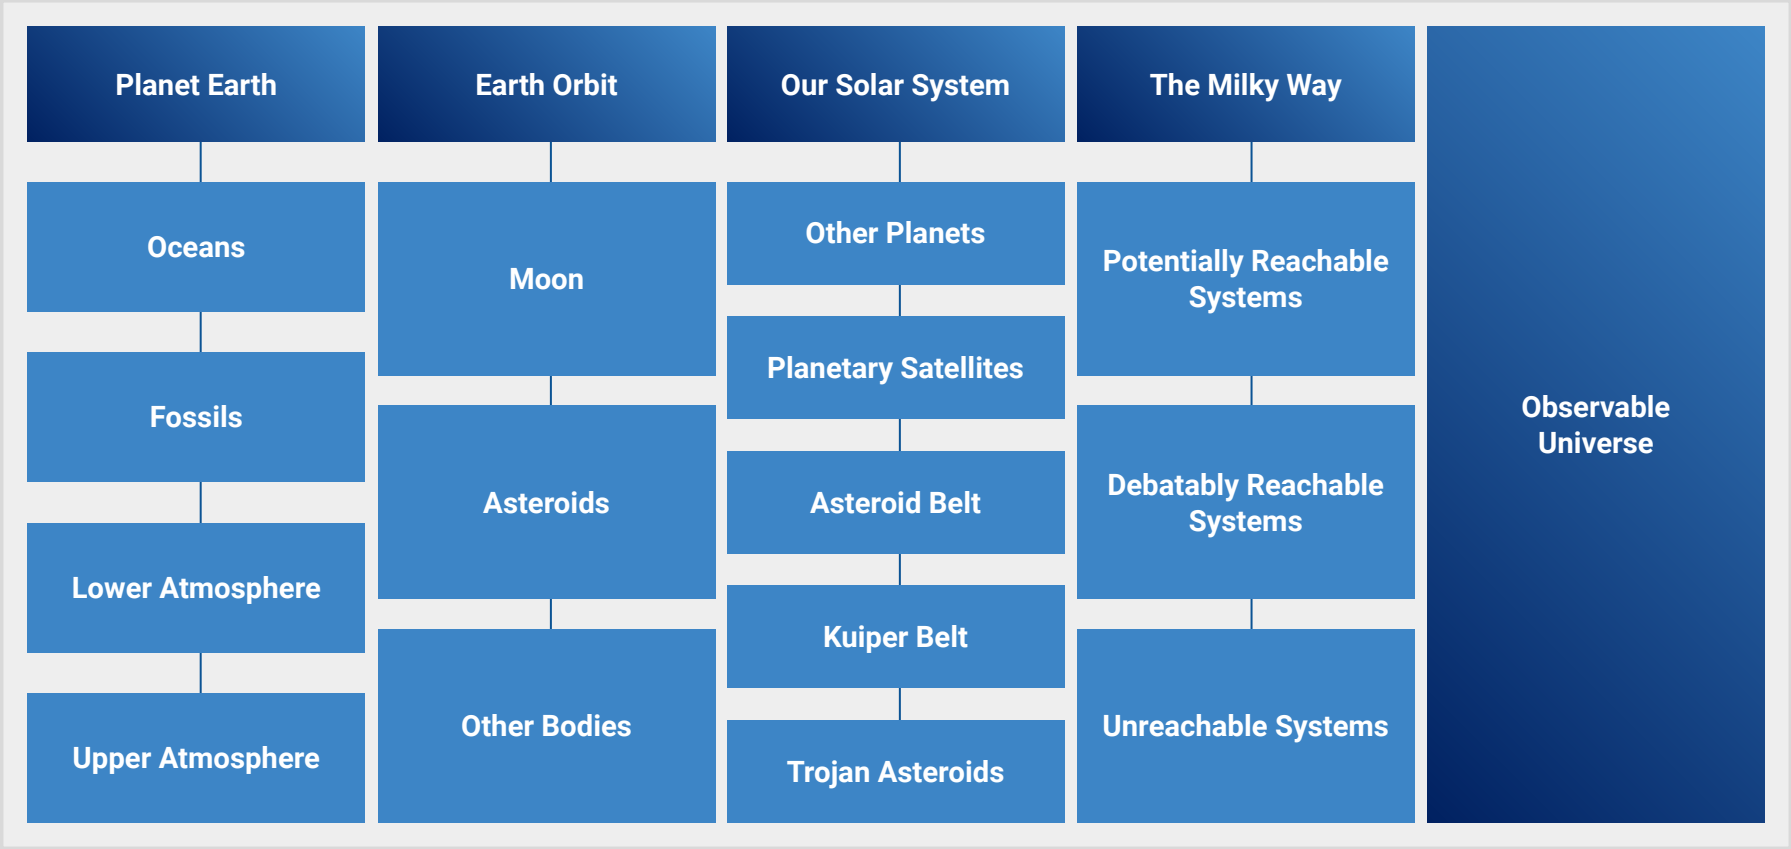 Planet Earth
Oceans
Fossils
Lower Atmosphere
Upper Atmosphere
Earth Orbit
Moon
Asteroids
Other Bodies
Our Solar System
Other Planets
Planetary Satellites
Asteroid Belt
Kuiper Belt
Trojan Asteroids
The Milky Way
Potentially Reachable
Systems
Debatably Reachable
Systems
Unreachable Systems
Observable
Universe